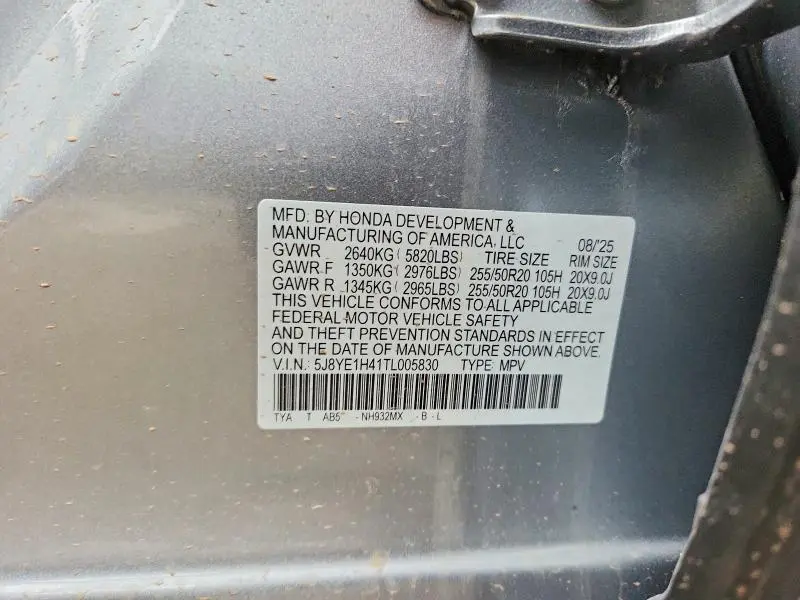 MFD. BY HONDA DEVELOPMENT &
MANUFACTURING OF AMERICA, LLC 08/'25
GVWR 2640KG ( 5820LBS) TIRE SIZE RIM SIZE
GAWR F 1350KG ( 2976LBS) 255/50R20 105H 20X9.0J
GAWR R 1345KG ( 2965LBS) 255/50R20 105H 20X9.0J
THIS VEHICLE CONFORMS TO ALL APPLICABLE
FEDERAL MOTOR VEHICLE SAFETY
AND THEFT PREVENTION STANDARDS IN EFFECT
ON THE DATE OF MANUFACTURE SHOWN ABOVE.
V.I.N.: 5J8YE1H41TL005830 TYPE: MPV
TYA T AB5 -NH932MX -B-L